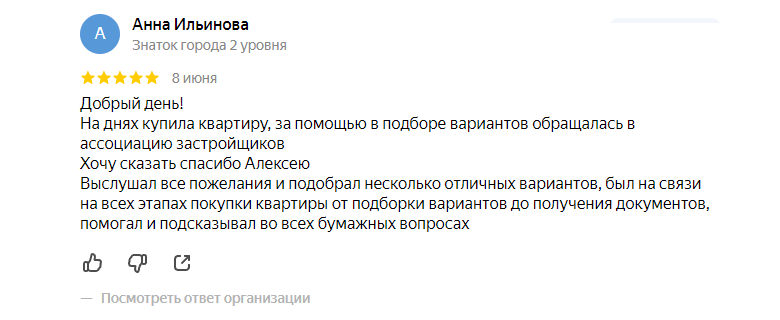 А
Анна Ильинова
Знаток города 2 уровня
8 июня
Добрый день!
На днях купила квартиру, за помощью в подборе вариантов обращалась в
ассоциацию застройщиков
Хочу сказать спасибо Алексею
Выслушал все пожелания и подобрал несколько отличных вариантов, был на связи
на всех этапах покупки квартиры от подборки вариантов до получения документов,
помогал и подсказывал во всех бумажных вопросах
— Посмотреть ответ организации